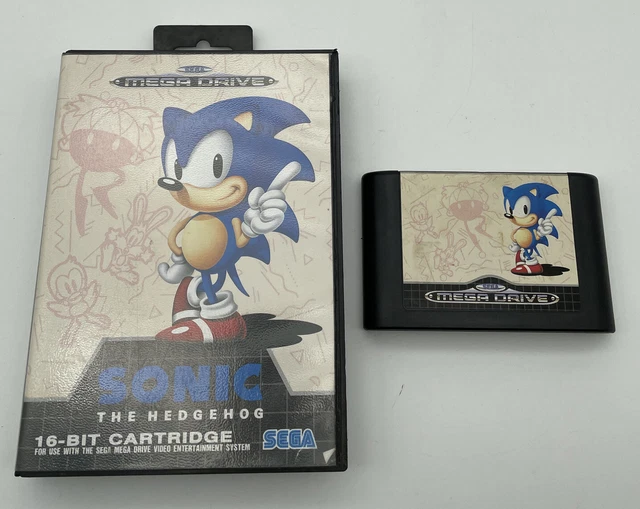 SEGA
MEGA DRIVE
SONIC
THE HEDGEHOG
16-BIT CARTRIDGE
FOR USE WITH THE SEGA MEGA DRIVE VIDEO ENTERTAINMENT SYSTEM
SEGA
SEGA
MEGA DRIVE